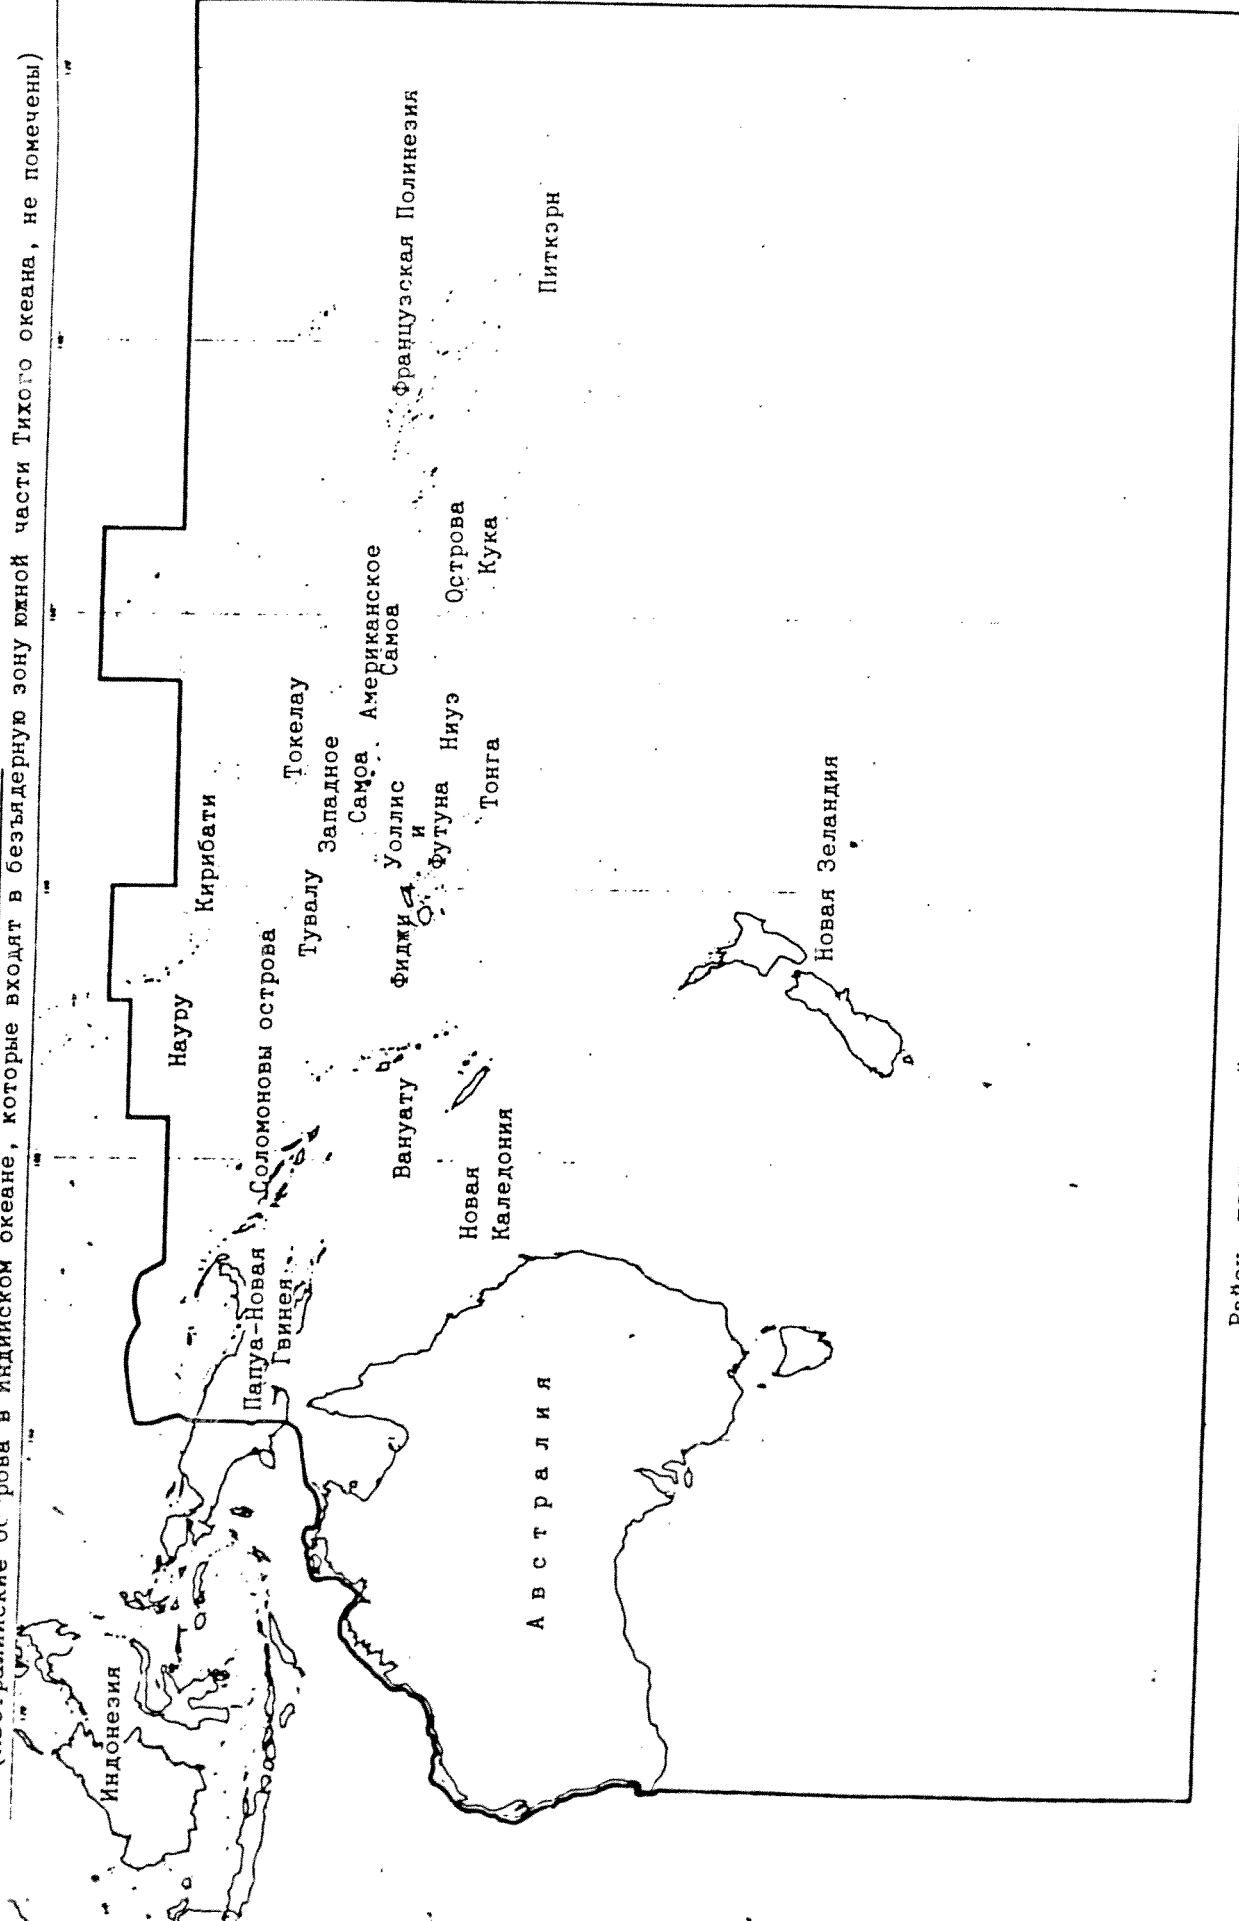 острова в Индийском океане, которые входят в безъядерную зону южной части Тихого океана, не помечены)
Индонезия
Науру
Кирибати
Папуа-Новая
Гвинея
Соломоновы острова
Тувалу
Токелау
Западное
Самоа
Американское
Самоа
Французская Полинезия
Вануату
Фиджи
Уоллис
и
Футуна
Ниуэ
Острова
Кука
Новая
Каледония
Тонга
Питкэрн
Австралия
Новая Зеландия